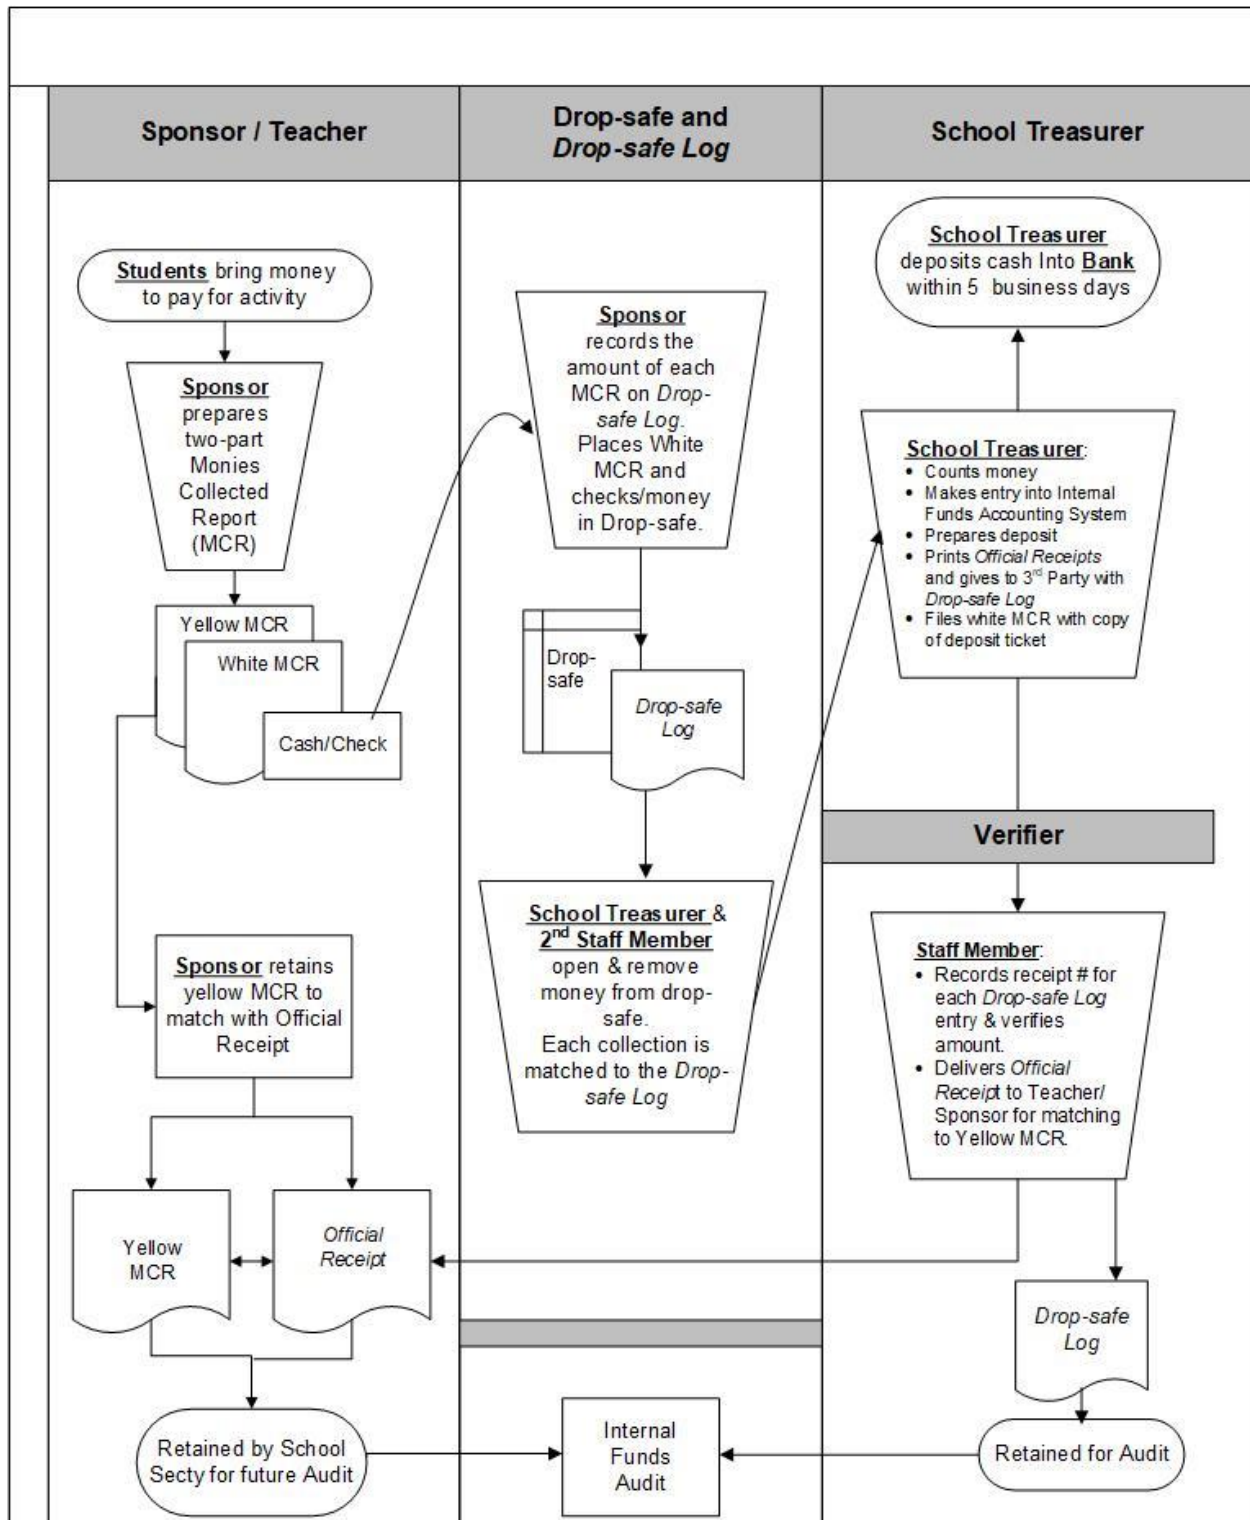 Sponsor / Teacher
Drop-safe and
Drop-safe Log
School Treasurer
Students bring money
to pay for activity
Sponsor
prepares
two-part
Monies
Collected
Report
(MCR)
Yellow MCR
White MCR
Cash/Check
Sponsor retains
yellow MCR to
match with Official
Receipt
Yellow
MCR
Official
Receipt
Retained by School
Secty for future Audit
Sponsor
records the
amount of each
MCR on Drop-
safe Log.
Places White
MCR and
checks/money
in Drop-safe.
Drop-
safe
Drop-safe
Log
School Treasurer &
2nd Staff Member
open & remove
money from drop-
safe.
Each collection is
matched to the Drop-
safe Log
Internal
Funds
Audit
School Treasurer
deposits cash Into Bank
within 5 business days
School Treasurer:
• Counts money
• Makes entry into Internal
Funds Accounting System
• Prepares deposit
• Prints Official Receipts
and gives to 3rd Party with
Drop-safe Log
• Files white MCR with copy
of deposit ticket
Verifier
Staff Member:
• Records receipt # for
each Drop-safe Log
entry & verifies
amount.
• Delivers Official
Receipt to Teacher/
Sponsor for matching
to Yellow MCR.
Drop-safe
Log
Retained for Audit